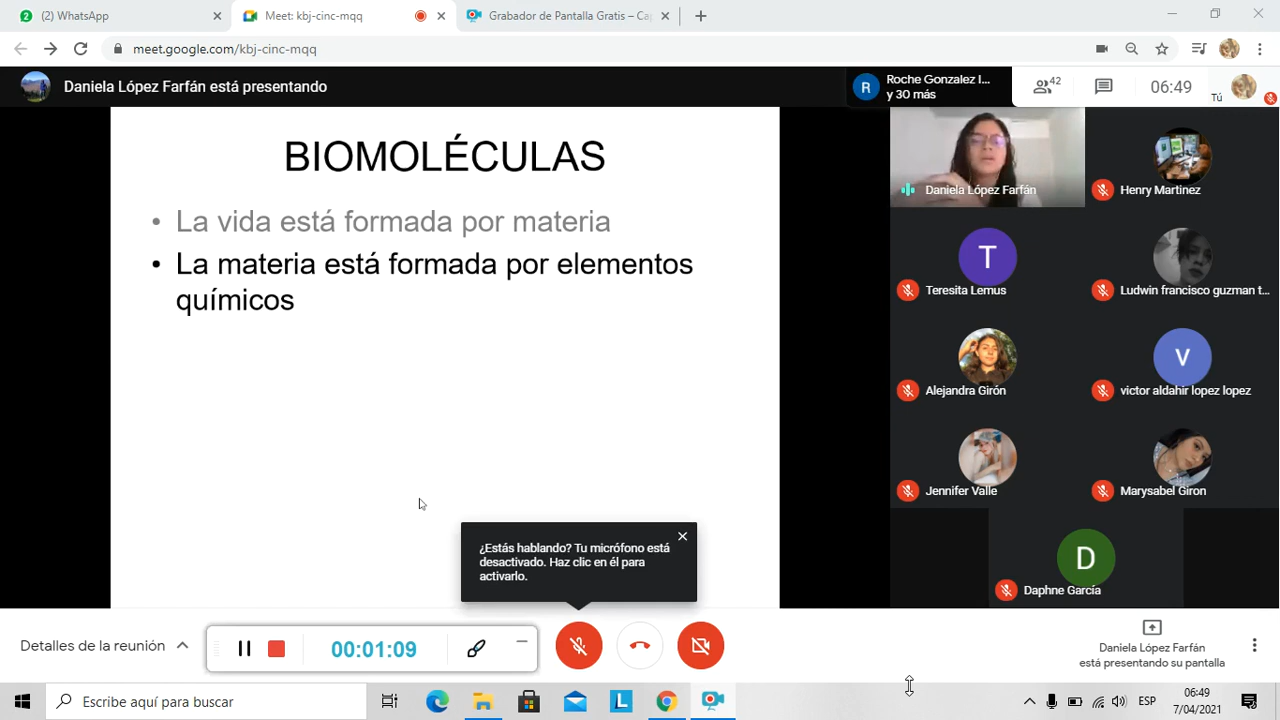 (2) WhatsApp
Meet: kbj-cinc-mqq
Grabador de Pantalla Gratis – Ca
meet.google.com/kbj-cinc-mqq
Daniela López Farfán está presentando
R
Roche Gonzalez I...
y 30 más
42
06:49
Tú
BIOMOLÉCULAS
• La vida está formada por materia
• La materia está formada por elementos
químicos
Daniela López Farfán
Henry Martinez
T
Teresita Lemus
Ludwin francisco guzman t...
Alejandra Girón
V
victor aldahir lopez lopez
Jennifer Valle
Marysabel Giron
D
Daphne García
¿Estás hablando? Tu micrófono está
desactivado. Haz clic en él para
activarlo.
Detalles de la reunión
00:01:09
Daniela López Farfán
está presentando su pantalla
Escribe aquí para buscar
L
ESP
06:49
7/04/2021